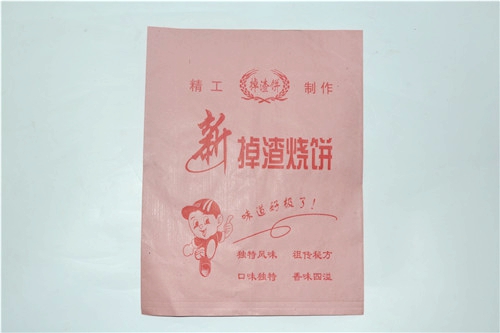 精工 掉渣饼 制作
新 掉渣烧饼
味道好极了！
独特风味 祖传秘方
口味独特 香味四溢